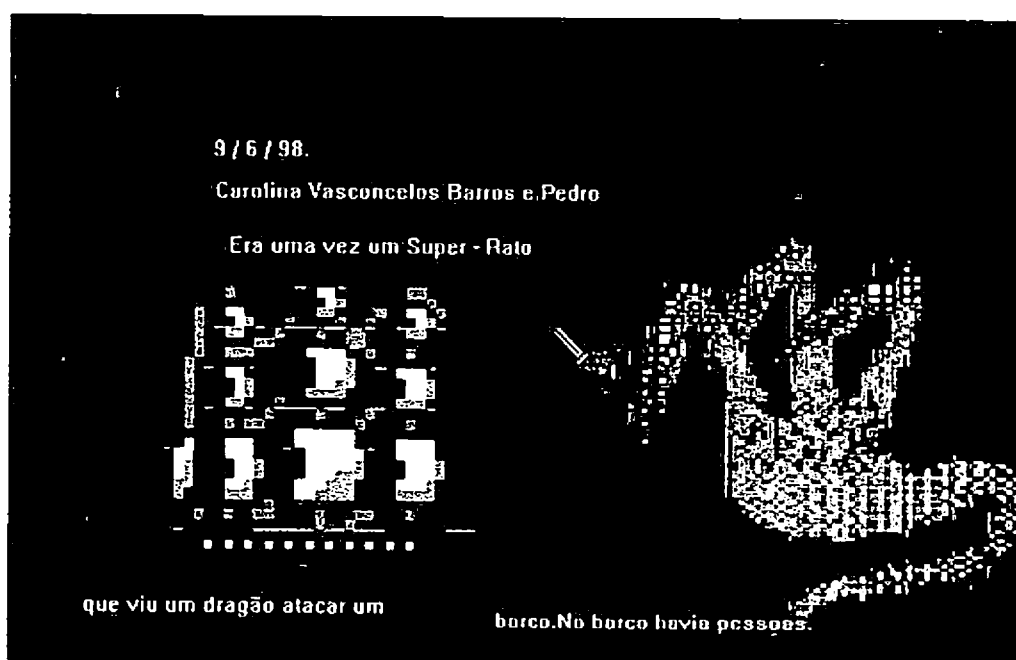 9 / 6 / 98.
Carolina Vasconcelos Barros e Pedro
Era uma vez um Super - Rato
que viu um dragão atacar um
barco.No barco havia pessoas.